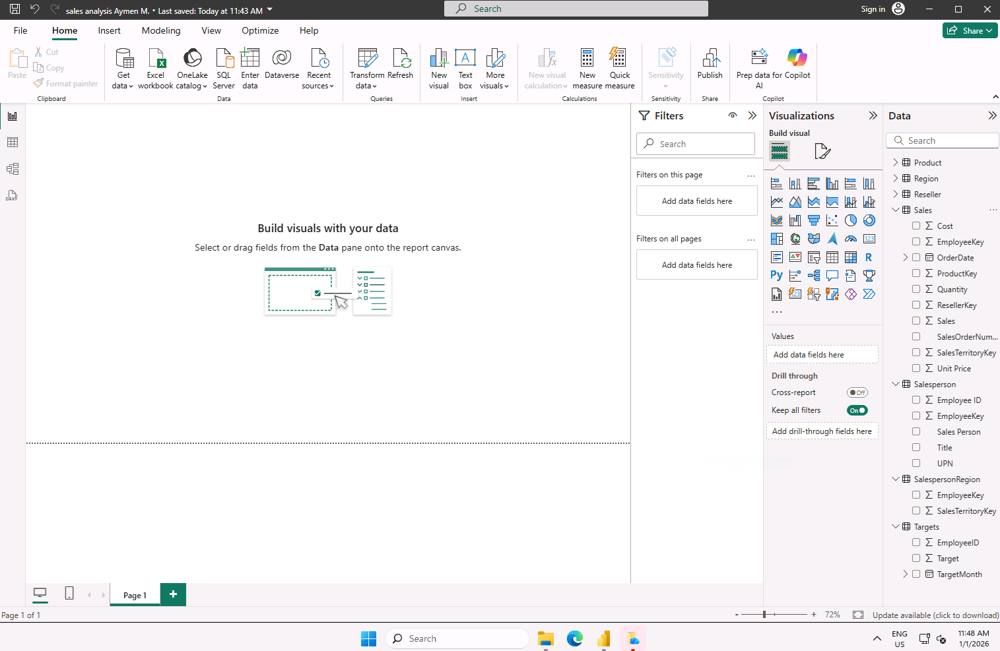 sales analysis Aymen M. • Last saved: Today at 11:43 AM
Search
Sign in
File Home Insert Modeling View Optimize Help
Share
Paste
Cut
Copy
Format painter
Clipboard
Get data
Excel workbook
OneLake catalog
SQL Server
Enter data
Dataverse
Recent sources
Data
Transform data
Refresh
Queries
New visual
Text box
More visuals
Insert
New visual calculation
New measure
Quick measure
Calculations
Sensitivity
Sensitivity
Publish
Share
Prep data for AI
Copilot
Copilot
Build visuals with your data
Select or drag fields from the Data pane onto the report canvas.
Filters
Search
Filters on this page
Add data fields here
Filters on all pages
Add data fields here
Visualizations
Build visual
123
R
Py
123
Values
Add data fields here
Drill through
Cross-report
Off
Keep all filters
On
Add drill-through fields here
Data
Search
Product
Region
Reseller
Sales
Cost
EmployeeKey
OrderDate
ProductKey
Quantity
ResellerKey
Sales
SalesOrderNum...
SalesTerritoryKey
Unit Price
Salesperson
Employee ID
EmployeeKey
Sales Person
Title
UPN
SalespersonRegion
EmployeeKey
SalesTerritoryKey
Targets
EmployeeID
Target
TargetMonth
Page 1
Page 1 of 1
72%
Update available (click to download)
Search
ENG
US
11:48 AM
1/1/2026